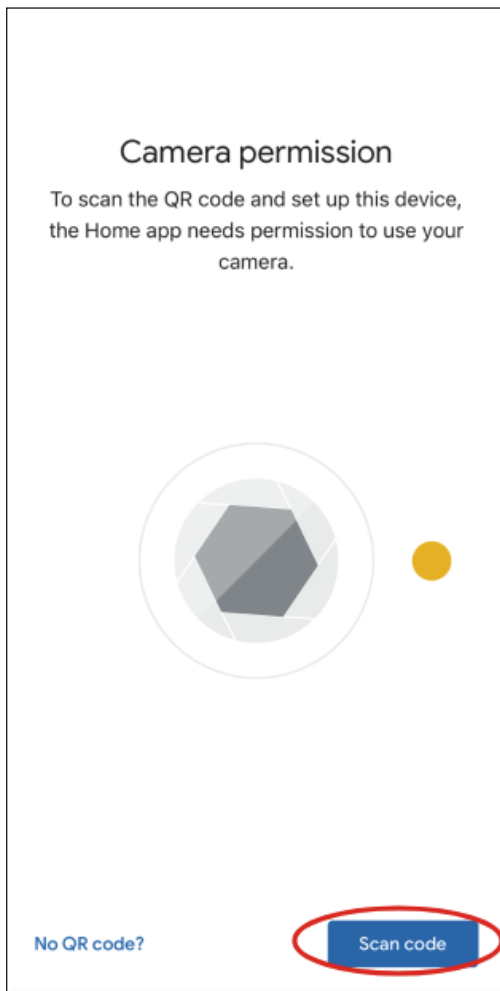 Camera permission
To scan the QR code and set up this device,
the Home app needs permission to use your
camera.
No QR code?
Scan code